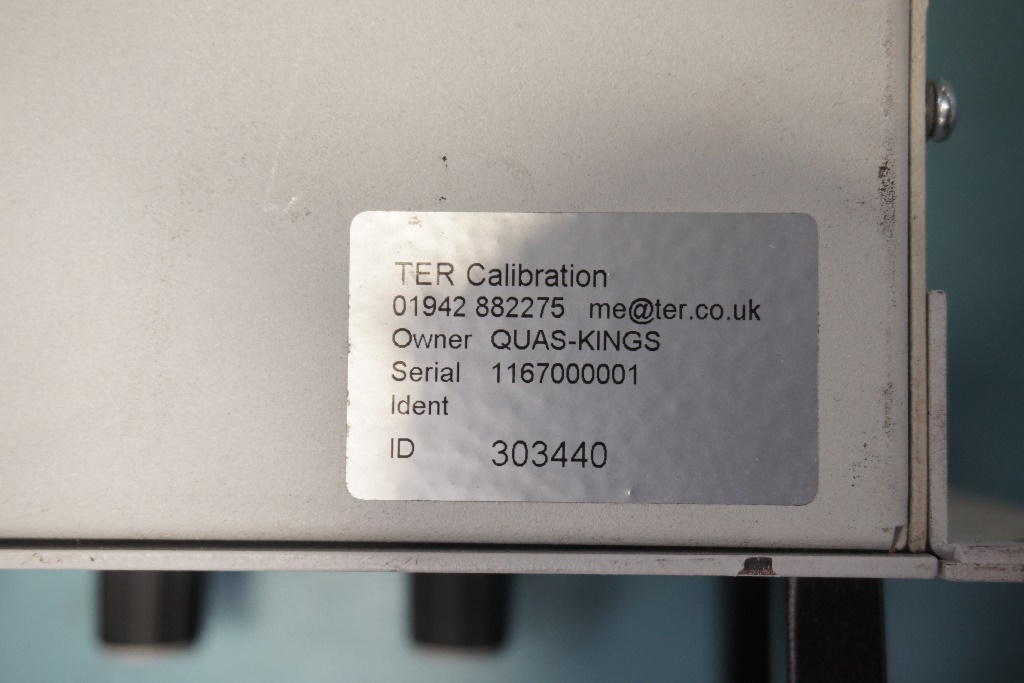 TER Calibration
01942 882275 me@ter.co.uk
Owner QUAS-KINGS
Serial 1167000001
Ident
ID 303440